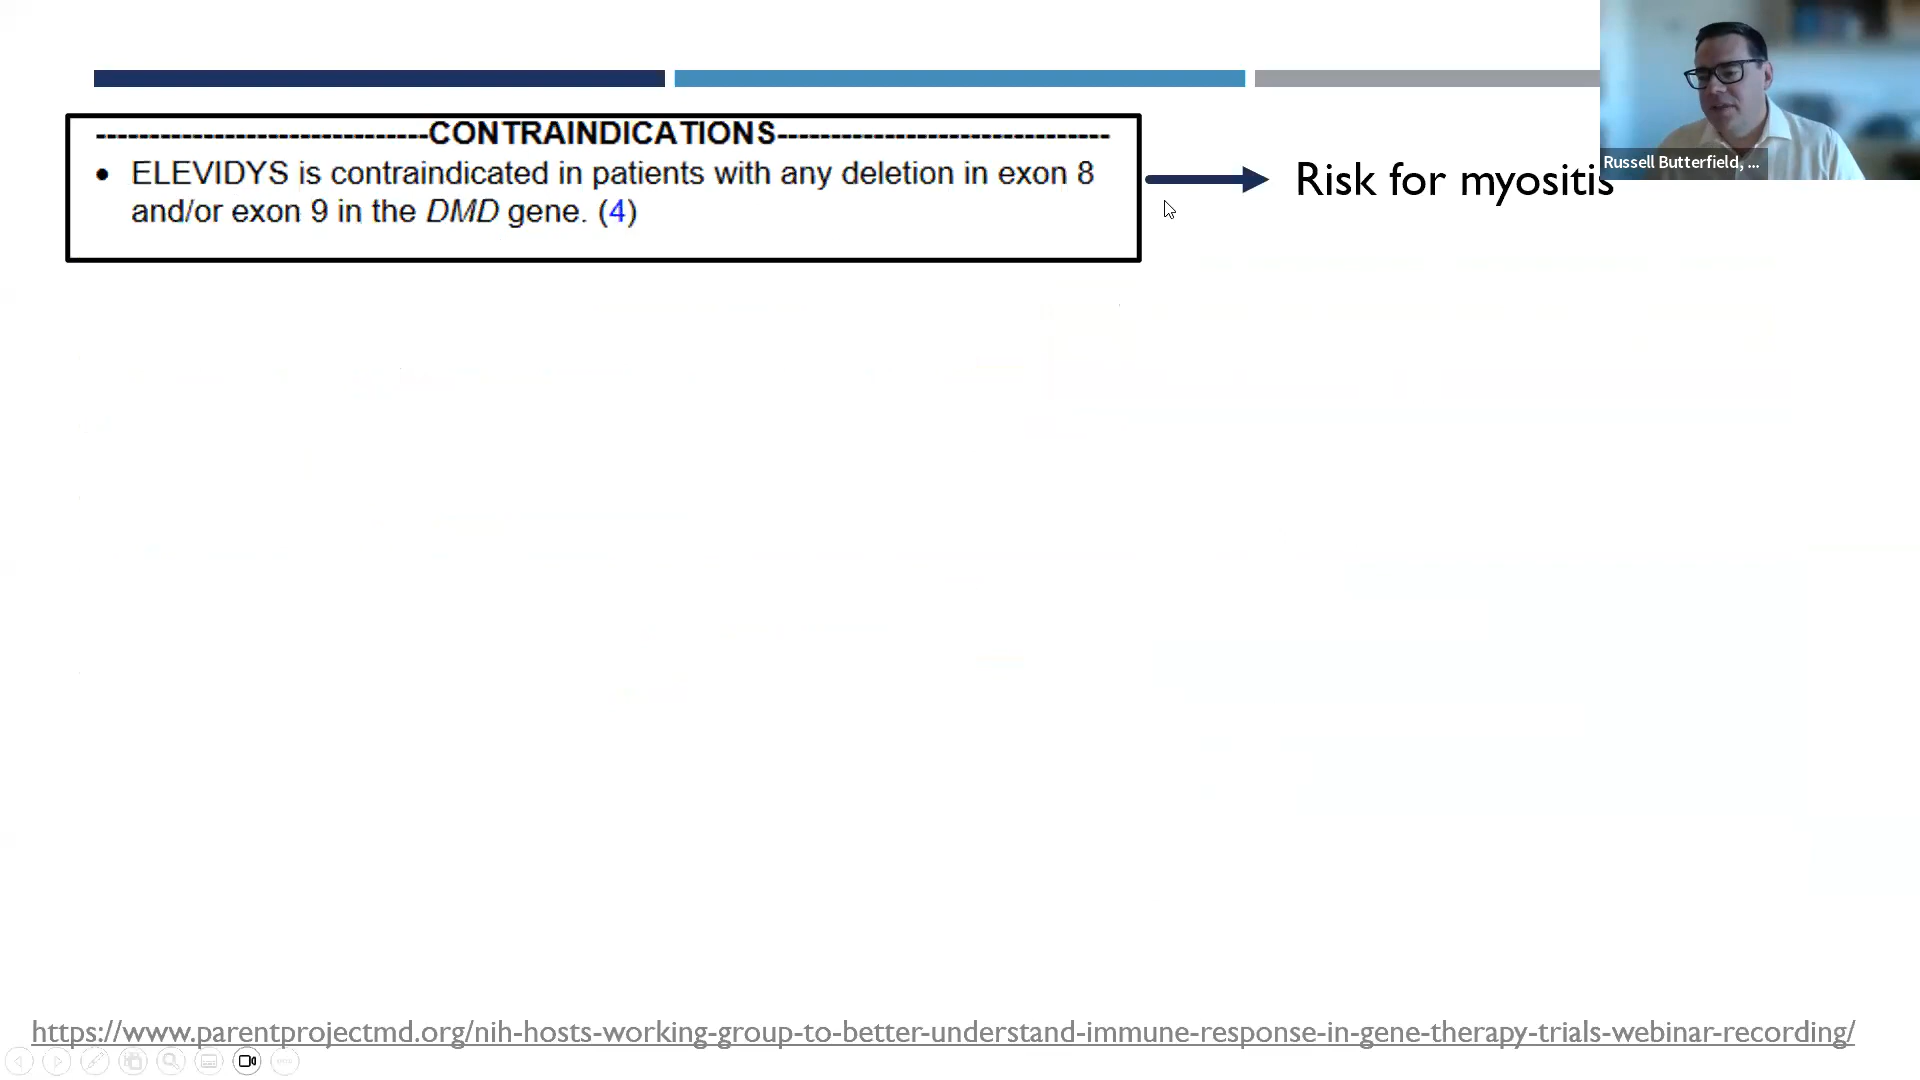 ------------------------------CONTRAINDICATIONS------------------------------
• ELEVIDYS is contraindicated in patients with any deletion in exon 8
and/or exon 9 in the DMD gene. (4)
Risk for myositis
Russell Butterfield, ...
https://www.parentprojectmd.org/nih-hosts-working-group-to-better-understand-immune-response-in-gene-therapy-trials-webinar-recording/